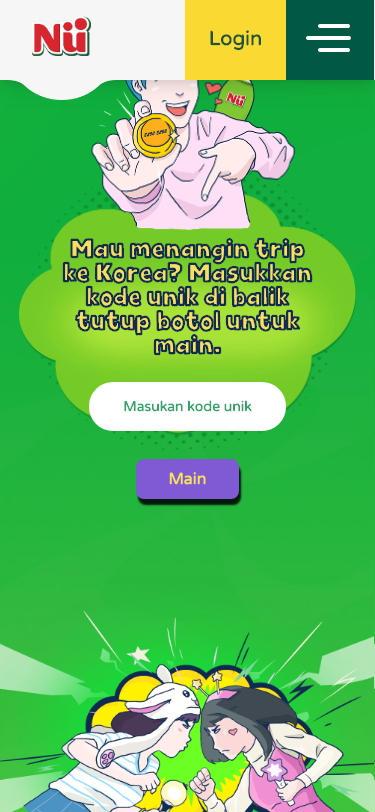 Nü
Login
Nü
Mau menangin trip
ke Korea? Masukkan
kode unik di balik
tutup botol untuk
main.
Masukan kode unik
Main